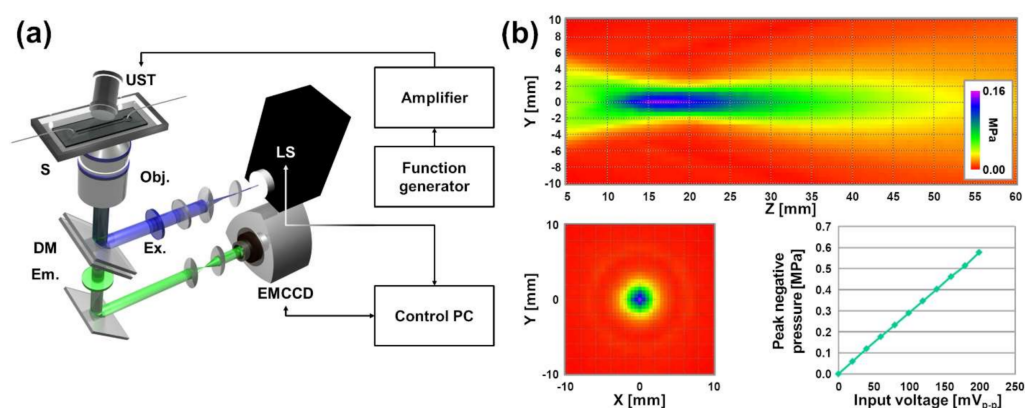 (a)
UST
S
Obj.
DM
Ex.
Em.
LS
EMCCD
Amplifier
Function
generator
Control PC
(b)
Y [mm]
10
8
6
4
2
0
-2
-4
-6
-8
-10
5 10 15 20 25 30 35 40 45 50 55 60
Z [mm]
0.16
MPa
0.00
Y [mm]
10
0
-10
-10 0 10
X [mm]
Peak negative
pressure [MPa]
0.7
0.6
0.5
0.4
0.3
0.2
0.1
0.0
0 50 100 150 200 250
Input voltage [mVp-p]